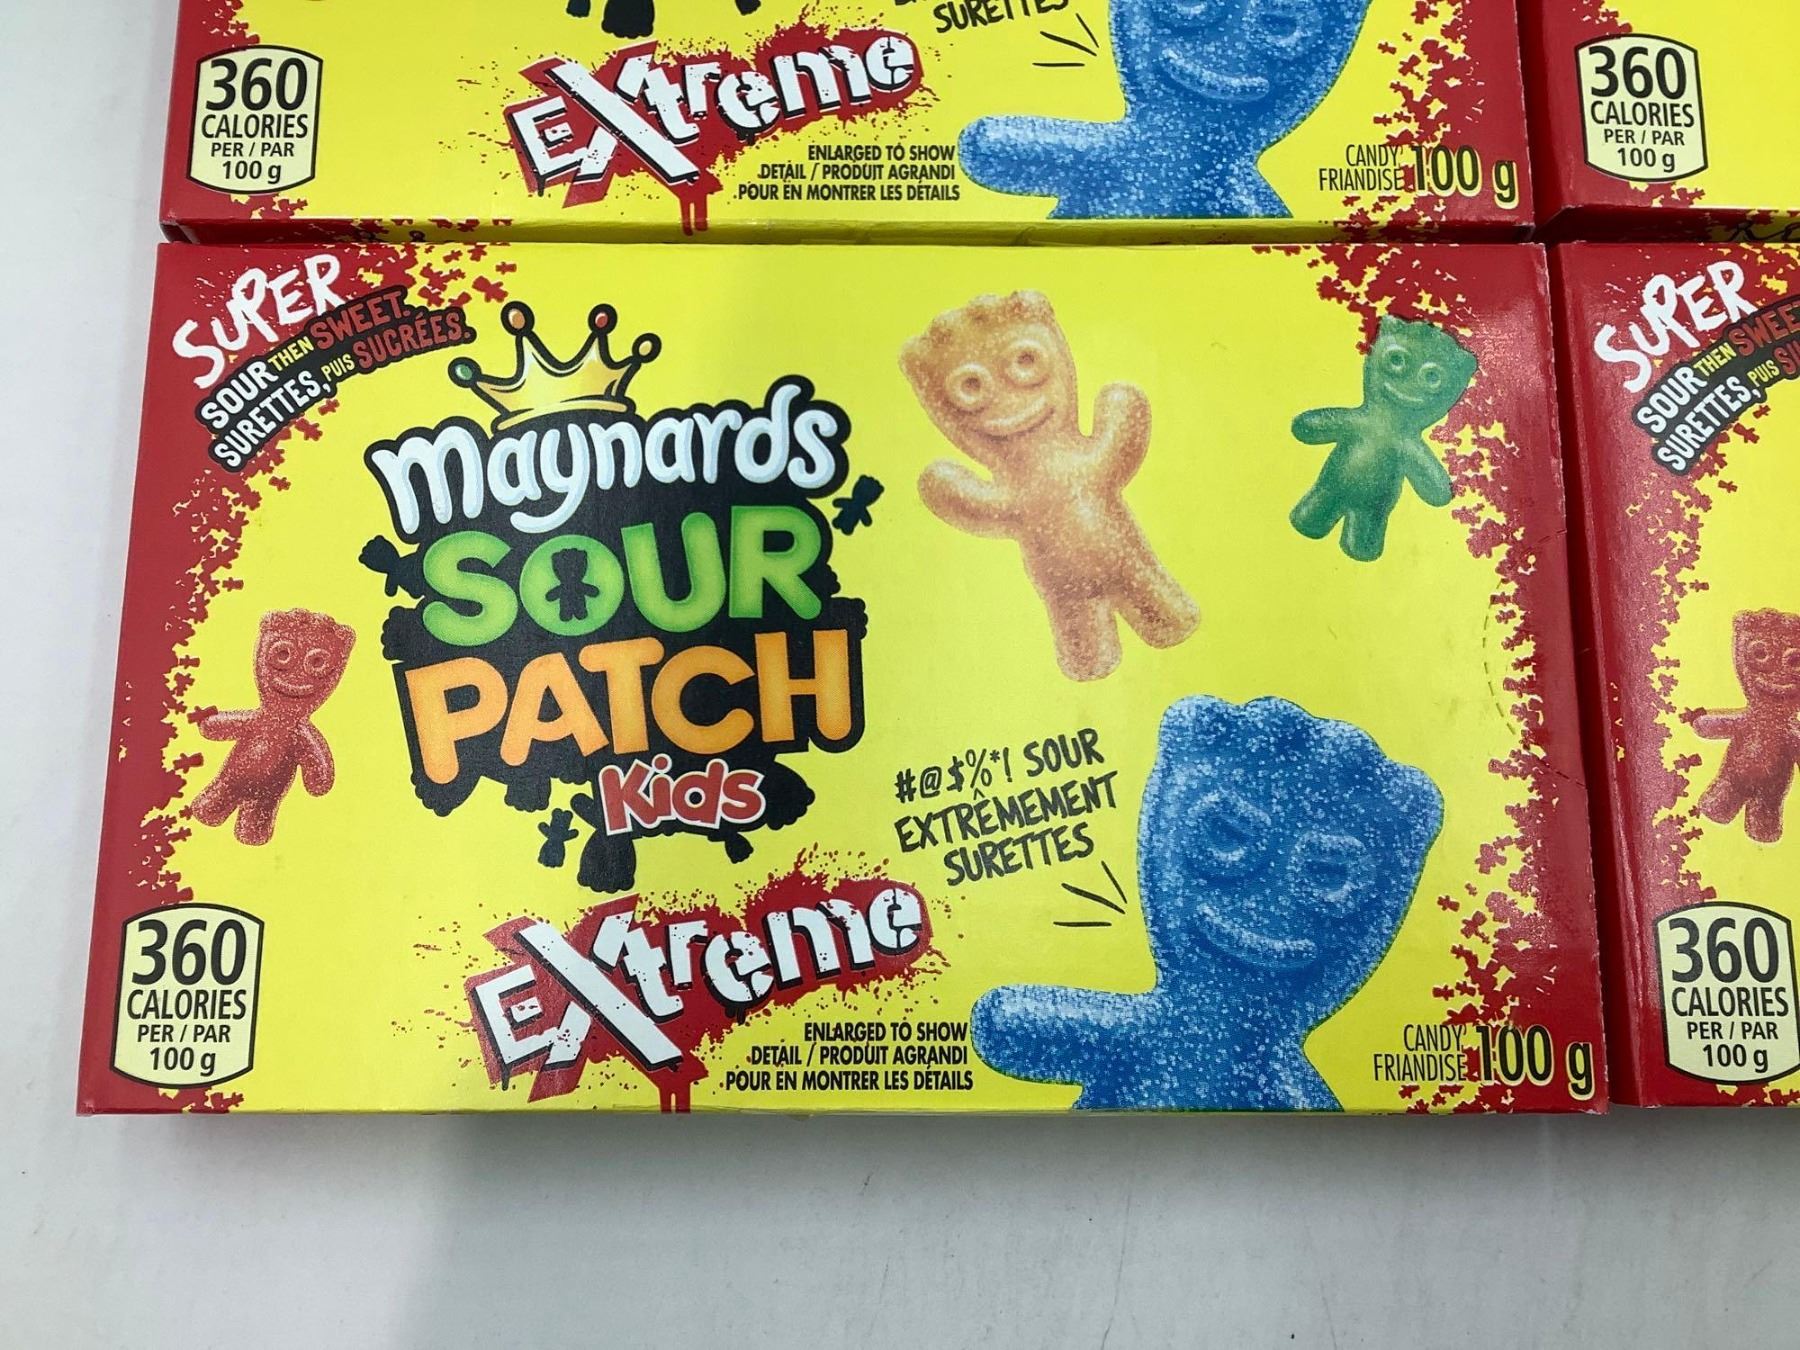 SURETTES
360
CALORIES
PER / PAR
100 g
EXtreme
ENLARGED TO SHOW
DETAIL / PRODUIT AGRANDI
POUR EN MONTRER LES DÉTAILS
CANDY
FRIANDISE 100 g
360
CALORIES
PER / PAR
100 g
SUPER
SOUR THEN SWEET.
SURETTES, PUIS SUCRÉES.
maynards
SOUR
PATCH
Kids
EXtreme
#@$%*! SOUR
EXTRÊMEMENT
SURETTES
360
CALORIES
PER / PAR
100 g
ENLARGED TO SHOW
DETAIL / PRODUIT AGRANDI
POUR EN MONTRER LES DÉTAILS
CANDY
FRIANDISE 100 g
SUPER
SOUR THEN SWEET
SURETTES, PUIS
360
CALORIES
PER / PAR
100 g